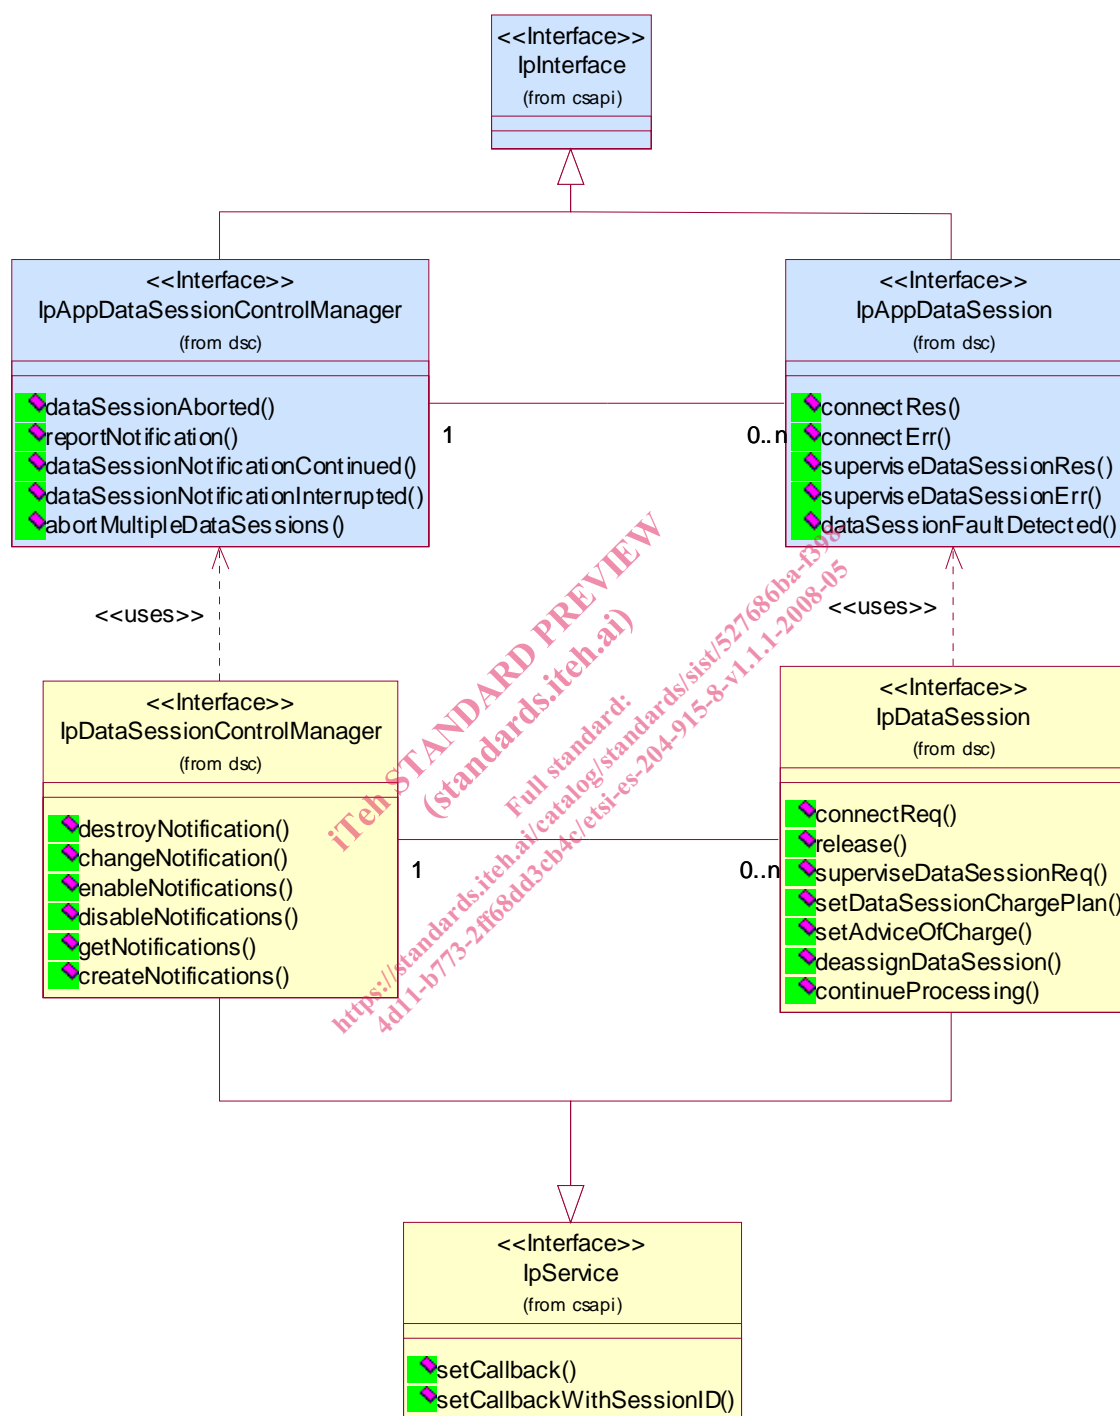 <<Interface>>
IpInterface
(from csapi)
<<Interface>>
IpAppDataSessionControlManager
(from dsc)
dataSessionAborted()
reportNotification()
dataSessionNotificationContinued()
dataSessionNotificationInterrupted()
abortMultipleDataSessions()
<<Interface>>
IpAppDataSession
(from dsc)
connectRes()
connectErr()
superviseDataSessionRes()
superviseDataSessionErr()
dataSessionFaultDetected()
1
0..n
<<uses>>
<<uses>>
<<Interface>>
IpDataSessionControlManager
(from dsc)
destroyNotification()
changeNotification()
enableNotifications()
disableNotifications()
getNotifications()
createNotifications()
<<Interface>>
IpDataSession
(from dsc)
connectReq()
release()
superviseDataSessionReq()
setDataSessionChargePlan()
setAdviceOfCharge()
deassignDataSession()
continueProcessing()
1
0..n
iTeh STANDARD PREVIEW
(standards.iteh.ai)
Full standard:
https://standards.iteh.ai/catalog/standards/sist/527686ba-f398-
4d11-b773-2ff68dd3cb4c/etsi-es-204-915-8-v1.1.1-2008-05
<<Interface>>
IpService
(from csapi)
setCallback()
setCallbackWithSessionID()